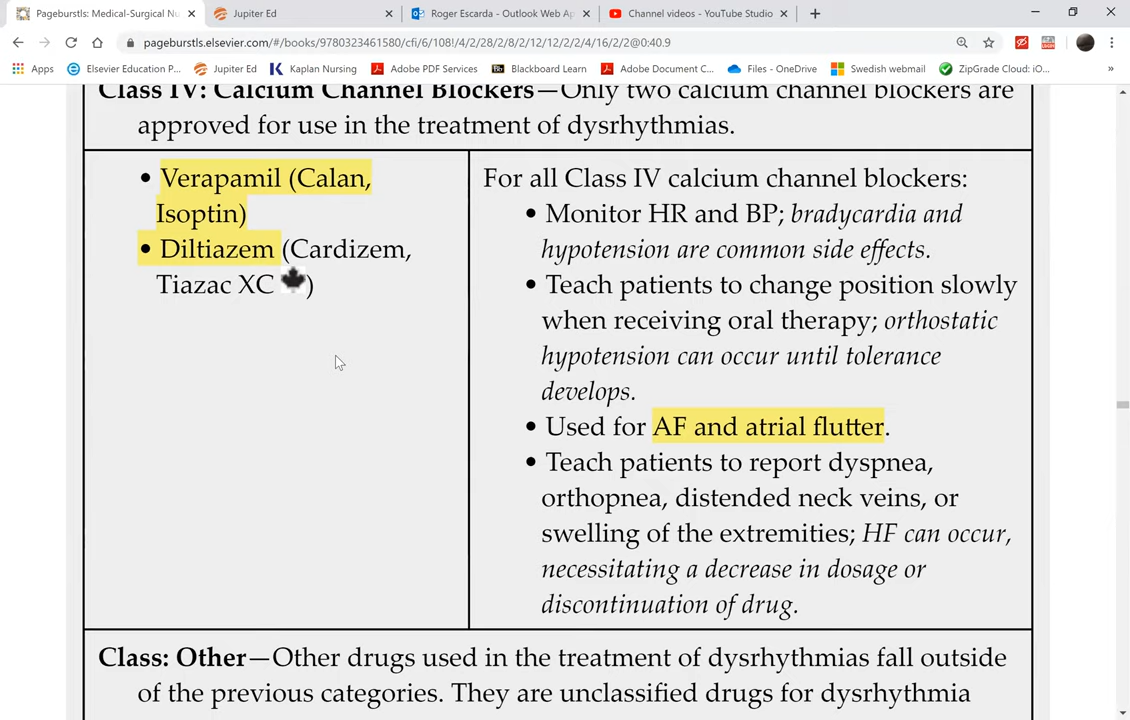 Pageburstls: Medical-Surgical Nu
Jupiter Ed
Roger Escarda - Outlook Web Ap
Channel videos - YouTube Studio
pageburstls.elsevier.com/#/books/9780323461580/cfi/6/108!/4/2/28/2/8/2/12/12/2/2/4/16/2/2@0:40.9
Apps
Elsevier Education P...
Jupiter Ed
Kaplan Nursing
Adobe PDF Services
Blackboard Learn
Adobe Document C...
Files - OneDrive
Swedish webmail
ZipGrade Cloud: iO...
»
Class IV: Calcium Channel Blockers—Only two calcium channel blockers are
approved for use in the treatment of dysrhythmias.
• Verapamil (Calan,
Isoptin)
• Diltiazem (Cardizem,
Tiazac XC )
For all Class IV calcium channel blockers:
• Monitor HR and BP; bradycardia and
hypotension are common side effects.
• Teach patients to change position slowly
when receiving oral therapy; orthostatic
hypotension can occur until tolerance
develops.
• Used for AF and atrial flutter.
• Teach patients to report dyspnea,
orthopnea, distended neck veins, or
swelling of the extremities; HF can occur,
necessitating a decrease in dosage or
discontinuation of drug.
Class: Other—Other drugs used in the treatment of dysrhythmias fall outside
of the previous categories. They are unclassified drugs for dysrhythmia